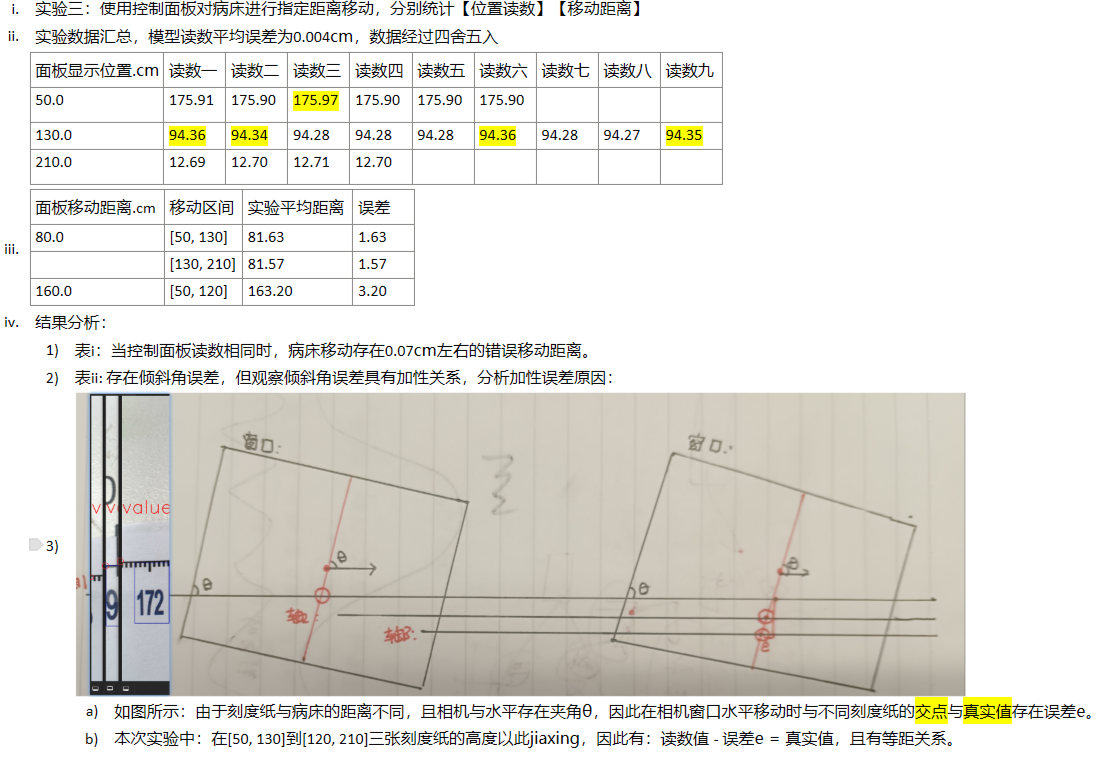 i. 实验三：使用控制面板对病床进行指定距离移动，分别统计【位置读数】【移动距离】
ii. 实验数据汇总，模型读数平均误差为0.004cm，数据经过四舍五入
面板显示位置.cm 读数一 读数二 读数三 读数四 读数五 读数六 读数七 读数八 读数九
50.0 175.91 175.90 175.97 175.90 175.90 175.90
130.0 94.36 94.34 94.28 94.28 94.28 94.36 94.28 94.27 94.35
210.0 12.69 12.70 12.71 12.70
iii.
面板移动距离.cm 移动区间 实验平均距离 误差
80.0 [50, 130] 81.63 1.63
[130, 210] 81.57 1.57
160.0 [50, 120] 163.20 3.20
iv. 结果分析：
1) 表i：当控制面板读数相同时，病床移动存在0.07cm左右的错误移动距离。
2) 表ii: 存在倾斜角误差，但观察倾斜角误差具有加性关系，分析加性误差原因：
3)
value
9
172
窗口:
θ
θ
轴2:
轴3:
窗口:
θ
θ
e
a) 如图所示：由于刻度纸与病床的距离不同，且相机与水平存在夹角θ，因此在相机窗口水平移动时与不同刻度纸的交点与真实值存在误差e。
b) 本次实验中：在[50, 130]到[120, 210]三张刻度纸的高度以此jiaxing，因此有：读数值 - 误差e = 真实值，且有等距关系。